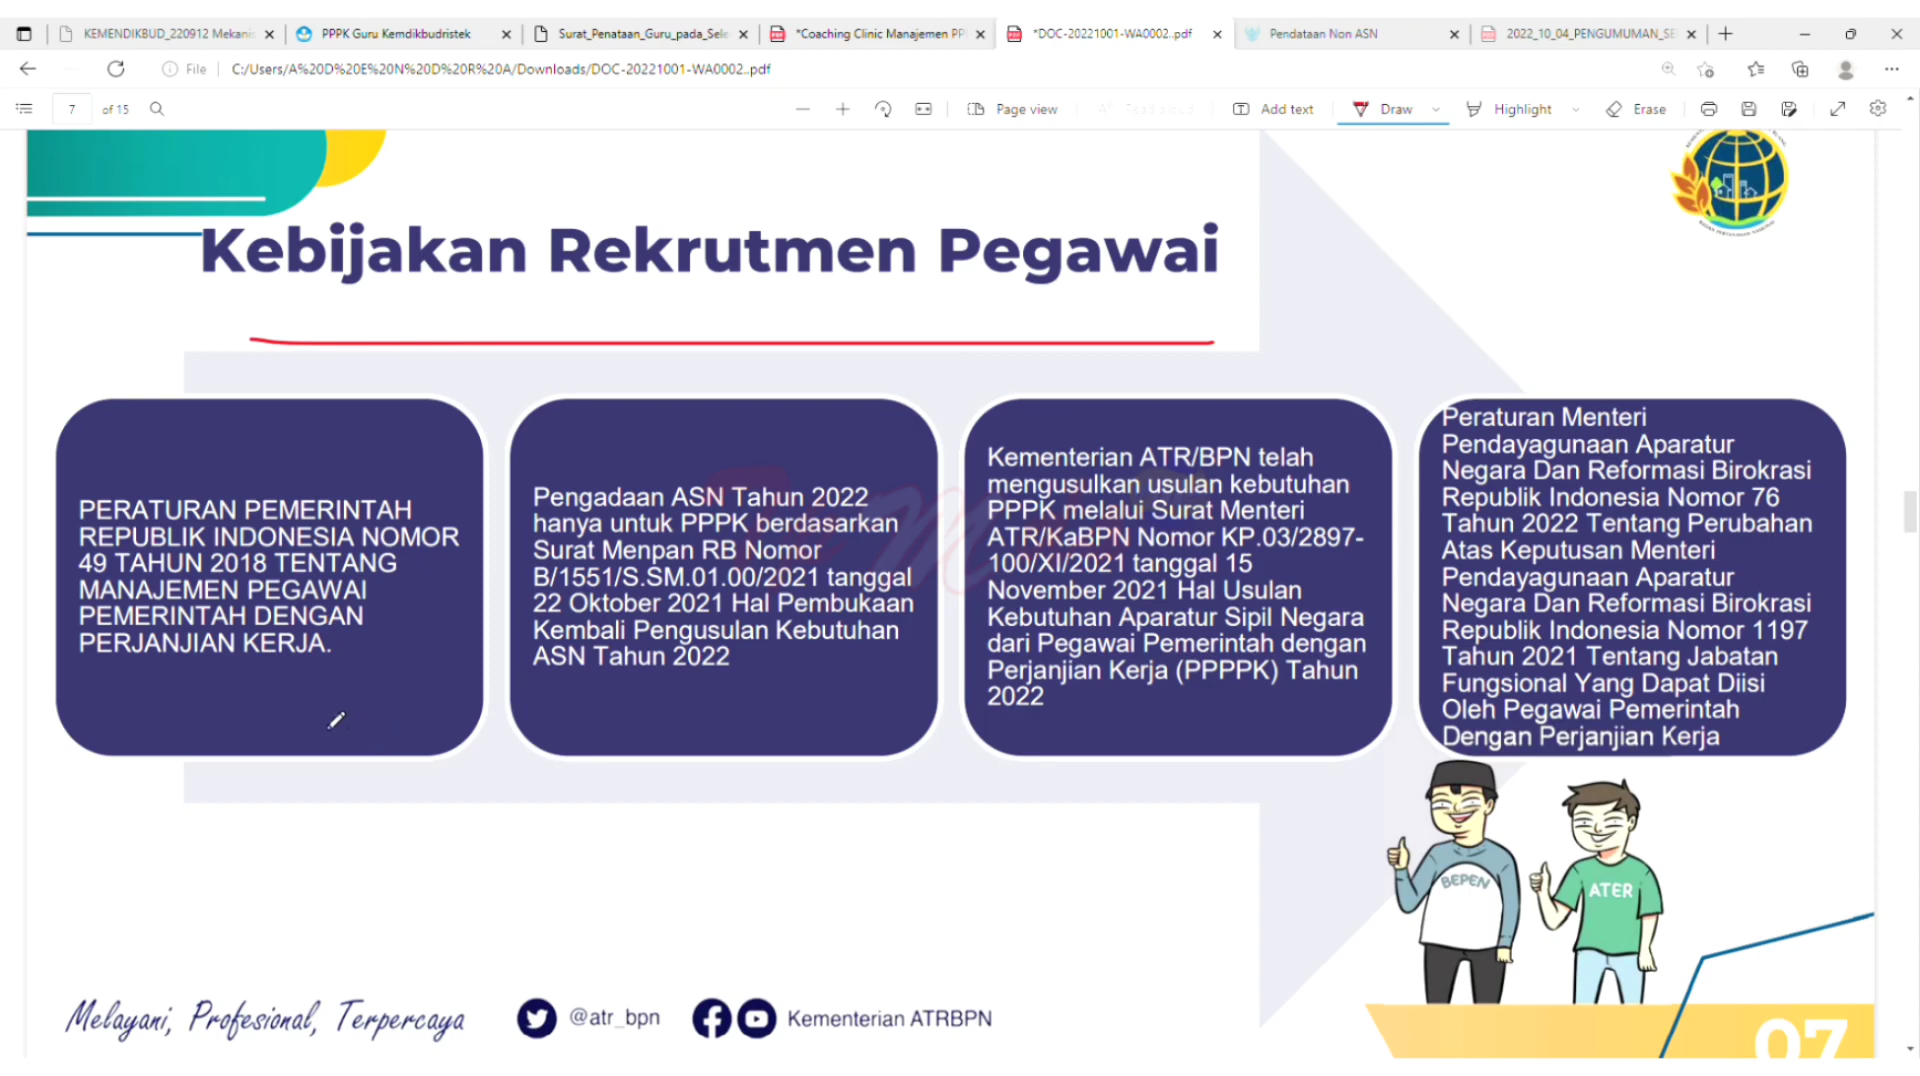 KEMENDIKBUD_220912 Mekanis
PPPK Guru Kemdikbudristek
Surat_Penataan_Guru_pada_Sele
*Coaching Clinic Manajemen PP
*DOC-20221001-WA0002..pdf
Pendataan Non ASN
2022_10_04_PENGUMUMAN_SE
File
C:/Users/A%20D%20E%20N%20D%20R%20A/Downloads/DOC-20221001-WA0002..pdf
7 of 15
Page view
Read aloud
Add text
Draw
Highlight
Erase
Kebijakan Rekrutmen Pegawai
PERATURAN PEMERINTAH
REPUBLIK INDONESIA NOMOR
49 TAHUN 2018 TENTANG
MANAJEMEN PEGAWAI
PEMERINTAH DENGAN
PERJANJIAN KERJA.
Pengadaan ASN Tahun 2022
hanya untuk PPPK berdasarkan
Surat Menpan RB Nomor
B/1551/S.SM.01.00/2021 tanggal
22 Oktober 2021 Hal Pembukaan
Kembali Pengusulan Kebutuhan
ASN Tahun 2022
Kementerian ATR/BPN telah
mengusulkan usulan kebutuhan
PPPK melalui Surat Menteri
ATR/KaBPN Nomor KP.03/2897-
100/XI/2021 tanggal 15
November 2021 Hal Usulan
Kebutuhan Aparatur Sipil Negara
dari Pegawai Pemerintah dengan
Perjanjian Kerja (PPPPK) Tahun
2022
Peraturan Menteri
Pendayagunaan Aparatur
Negara Dan Reformasi Birokrasi
Republik Indonesia Nomor 76
Tahun 2022 Tentang Perubahan
Atas Keputusan Menteri
Pendayagunaan Aparatur
Negara Dan Reformasi Birokrasi
Republik Indonesia Nomor 1197
Tahun 2021 Tentang Jabatan
Fungsional Yang Dapat Diisi
Oleh Pegawai Pemerintah
Dengan Perjanjian Kerja
BEPEN
ATER
Melayani, Profesional, Terpercaya
@atr_bpn
Kementerian ATRBPN
07